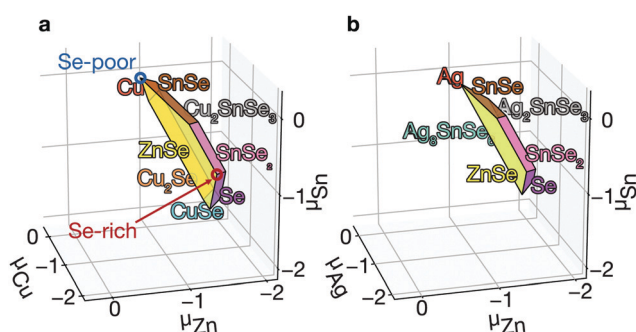 a
Se-poor
Cu
SnSe
Cu₂SnSe₃
ZnSe
SnSe₂
Cu₂Se
Se
CuSe
Se-rich
0
−1
−2
μSn
0
−1
−2
μCu
0
−1
−2
μZn
b
Ag
SnSe
Ag₂SnSe₃
Ag₈SnSe
SnSe₂
ZnSe
Se
0
−1
−2
μSn
0
−1
−2
μAg
0
−1
−2
μZn